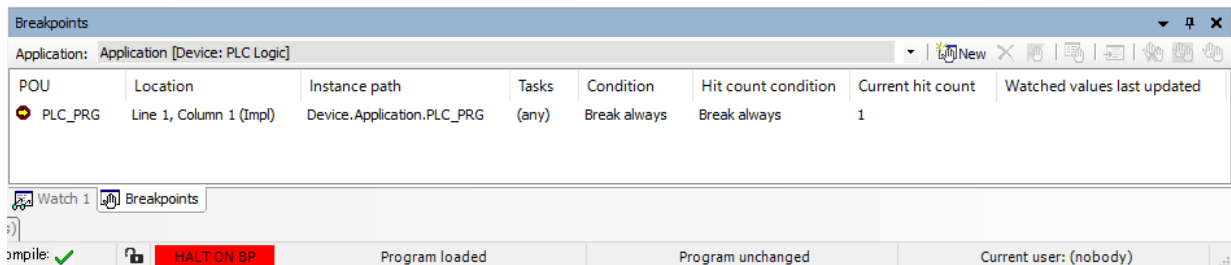 Breakpoints
Application: Application [Device: PLC Logic] New
POU Location Instance path Tasks Condition Hit count condition Current hit count Watched values last updated
PLC_PRG Line 1, Column 1 (Impl) Device.Application.PLC_PRG (any) Break always Break always 1
Watch 1 Breakpoints
s)
ompile: HALT ON BP Program loaded Program unchanged Current user: (nobody)